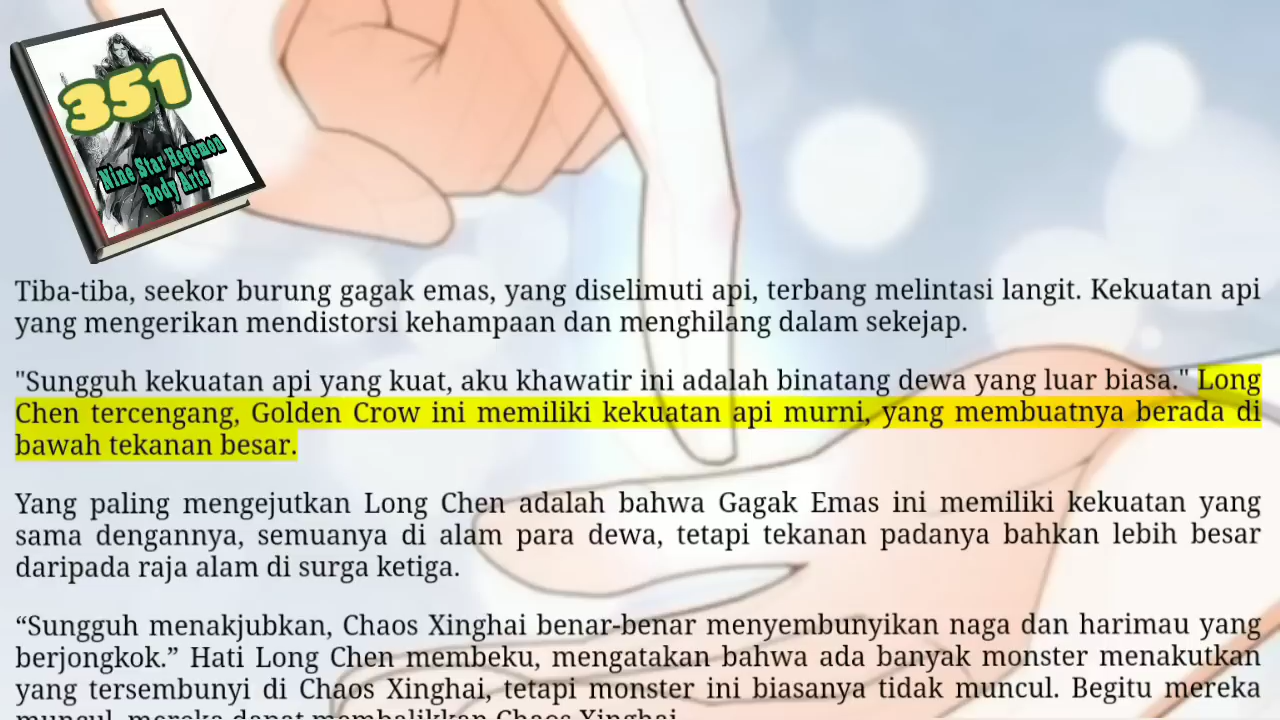 351
Nine Star Hegemon
Body Arts
Tiba-tiba, seekor burung gagak emas, yang diselimuti api, terbang melintasi langit. Kekuatan api
yang mengerikan mendistorsi kehampaan dan menghilang dalam sekejap.
"Sungguh kekuatan api yang kuat, aku khawatir ini adalah binatang dewa yang luar biasa." Long
Chen tercengang, Golden Crow ini memiliki kekuatan api murni, yang membuatnya berada di
bawah tekanan besar.
Yang paling mengejutkan Long Chen adalah bahwa Gagak Emas ini memiliki kekuatan yang
sama dengannya, semuanya di alam para dewa, tetapi tekanan padanya bahkan lebih besar
daripada raja alam di surga ketiga.
“Sungguh menakjubkan, Chaos Xinghai benar-benar menyembunyikan naga dan harimau yang
berjongkok.” Hati Long Chen membeku, mengatakan bahwa ada banyak monster menakutkan
yang tersembunyi di Chaos Xinghai, tetapi monster ini biasanya tidak muncul. Begitu mereka
muncul, mereka dapat membalikkan Chaos Xinghai.